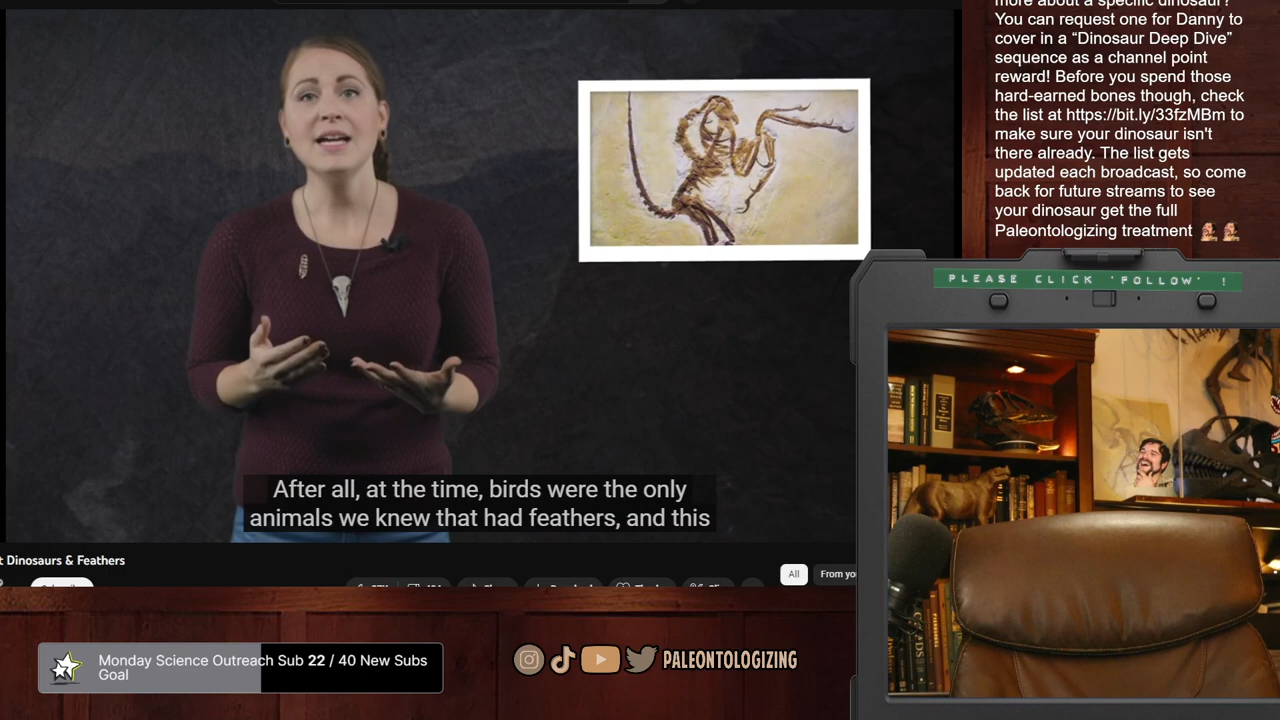 more about a specific dinosaur?
You can request one for Danny to
cover in a “Dinosaur Deep Dive”
sequence as a channel point
reward! Before you spend those
hard-earned bones though, check
the list at https://bit.ly/33fzMBm to
make sure your dinosaur isn't
there already. The list gets
updated each broadcast, so come
back for future streams to see
your dinosaur get the full
Paleontologizing treatment
PLEASE CLICK 'FOLLOW' !
After all, at the time, birds were the only
animals we knew that had feathers, and this
t Dinosaurs & Feathers
All
From yo
Monday Science Outreach Sub 22 / 40 New Subs
Goal
PALEONTOLOGIZING